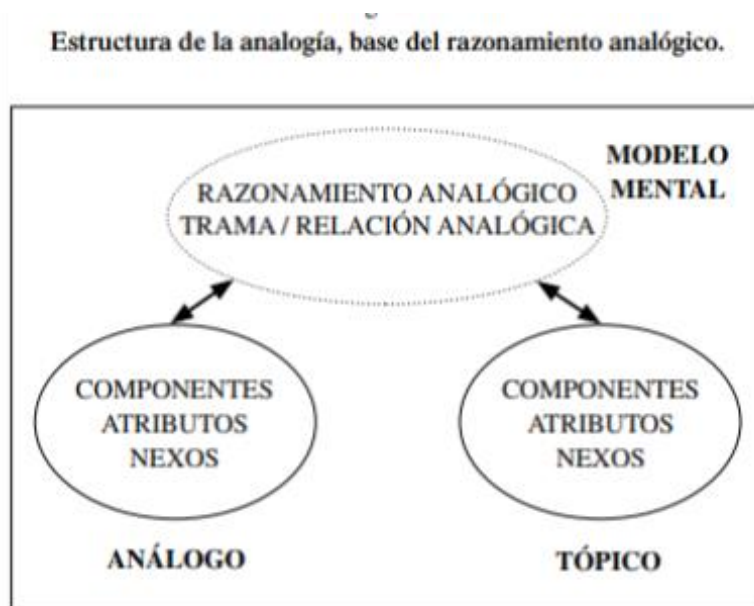 Estructura de la analogía, base del razonamiento analógico.
MODELO
MENTAL
RAZONAMIENTO ANALÓGICO
TRAMA / RELACIÓN ANALÓGICA
COMPONENTES
ATRIBUTOS
NEXOS
COMPONENTES
ATRIBUTOS
NEXOS
ANÁLOGO
TÓPICO